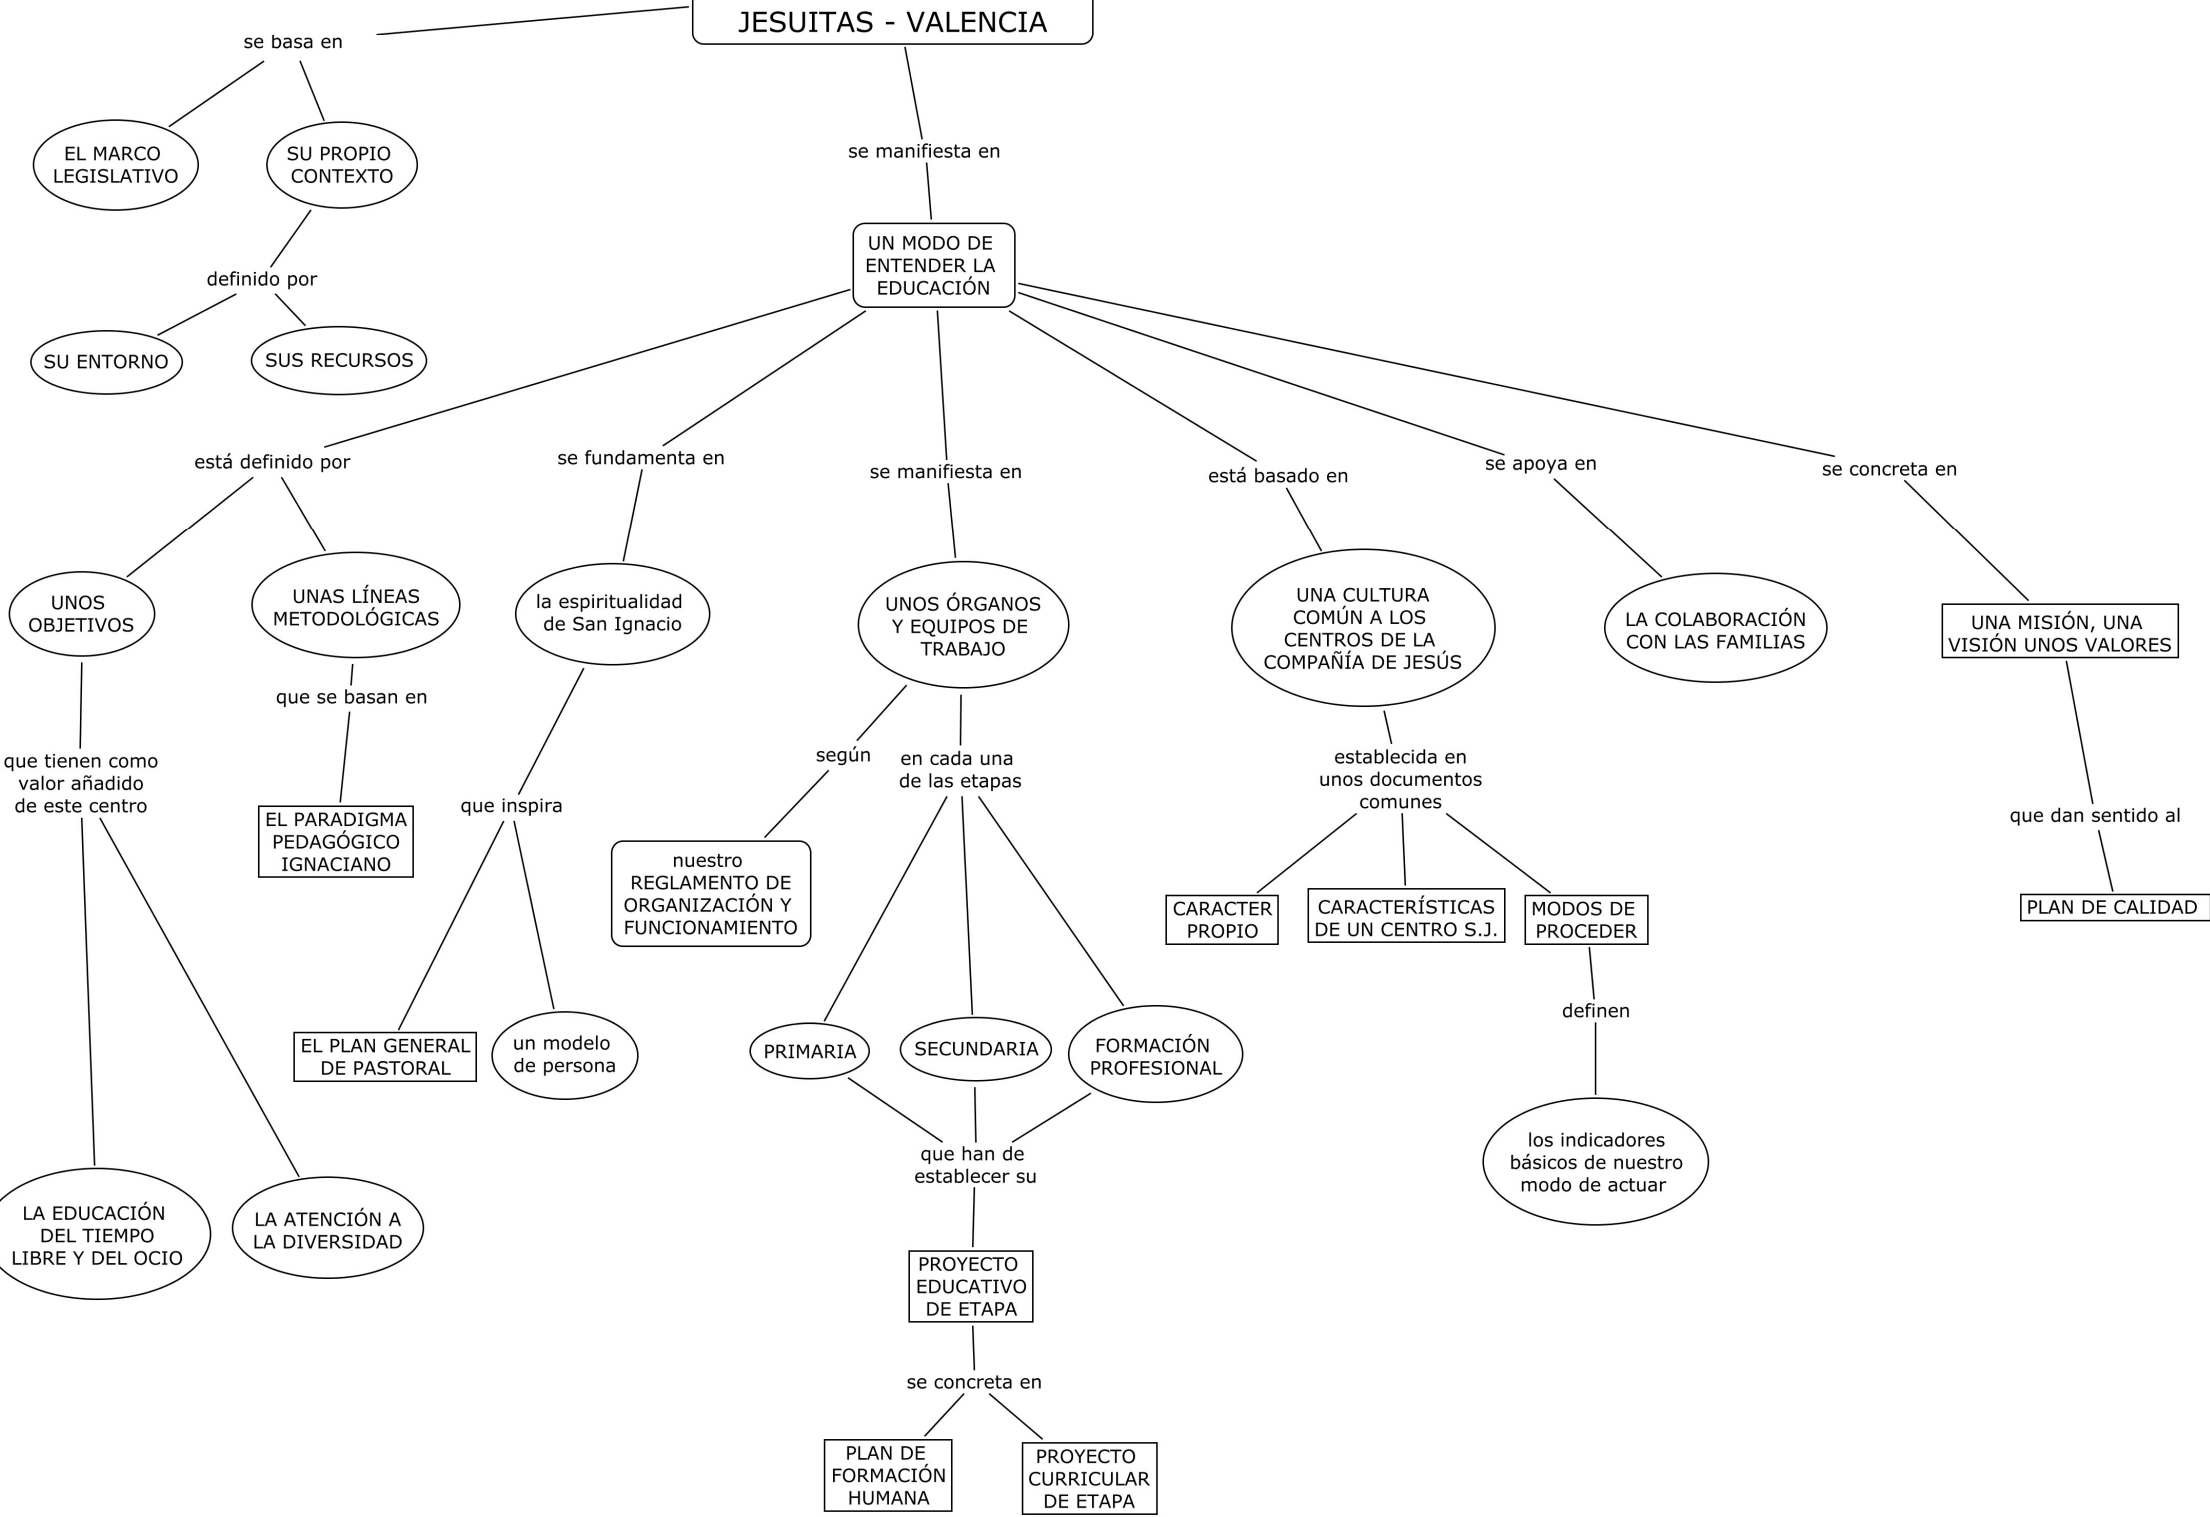 JESUITAS - VALENCIA
se basa en
EL MARCO
LEGISLATIVO
SU PROPIO
CONTEXTO
definido por
SU ENTORNO
SUS RECURSOS
se manifiesta en
UN MODO DE
ENTENDER LA
EDUCACIÓN
está definido por
UNOS
OBJETIVOS
que tienen como
valor añadido
de este centro
LA EDUCACIÓN
DEL TIEMPO
LIBRE Y DEL OCIO
LA ATENCIÓN A
LA DIVERSIDAD
UNAS LÍNEAS
METODOLÓGICAS
que se basan en
EL PARADIGMA
PEDAGÓGICO
IGNACIANO
se fundamenta en
la espiritualidad
de San Ignacio
que inspira
EL PLAN GENERAL
DE PASTORAL
un modelo
de persona
se manifiesta en
UNOS ÓRGANOS
Y EQUIPOS DE
TRABAJO
según
nuestro
REGLAMENTO DE
ORGANIZACIÓN Y
FUNCIONAMIENTO
en cada una
de las etapas
PRIMARIA
SECUNDARIA
FORMACIÓN
PROFESIONAL
que han de
establecer su
PROYECTO
EDUCATIVO
DE ETAPA
se concreta en
PLAN DE
FORMACIÓN
HUMANA
PROYECTO
CURRICULAR
DE ETAPA
está basado en
UNA CULTURA
COMÚN A LOS
CENTROS DE LA
COMPAÑÍA DE JESÚS
establecida en
unos documentos
comunes
CARACTER
PROPIO
CARACTERÍSTICAS
DE UN CENTRO S.J.
MODOS DE
PROCEDER
definen
los indicadores
básicos de nuestro
modo de actuar
se apoya en
LA COLABORACIÓN
CON LAS FAMILIAS
se concreta en
UNA MISIÓN, UNA
VISIÓN UNOS VALORES
que dan sentido al
PLAN DE CALIDAD